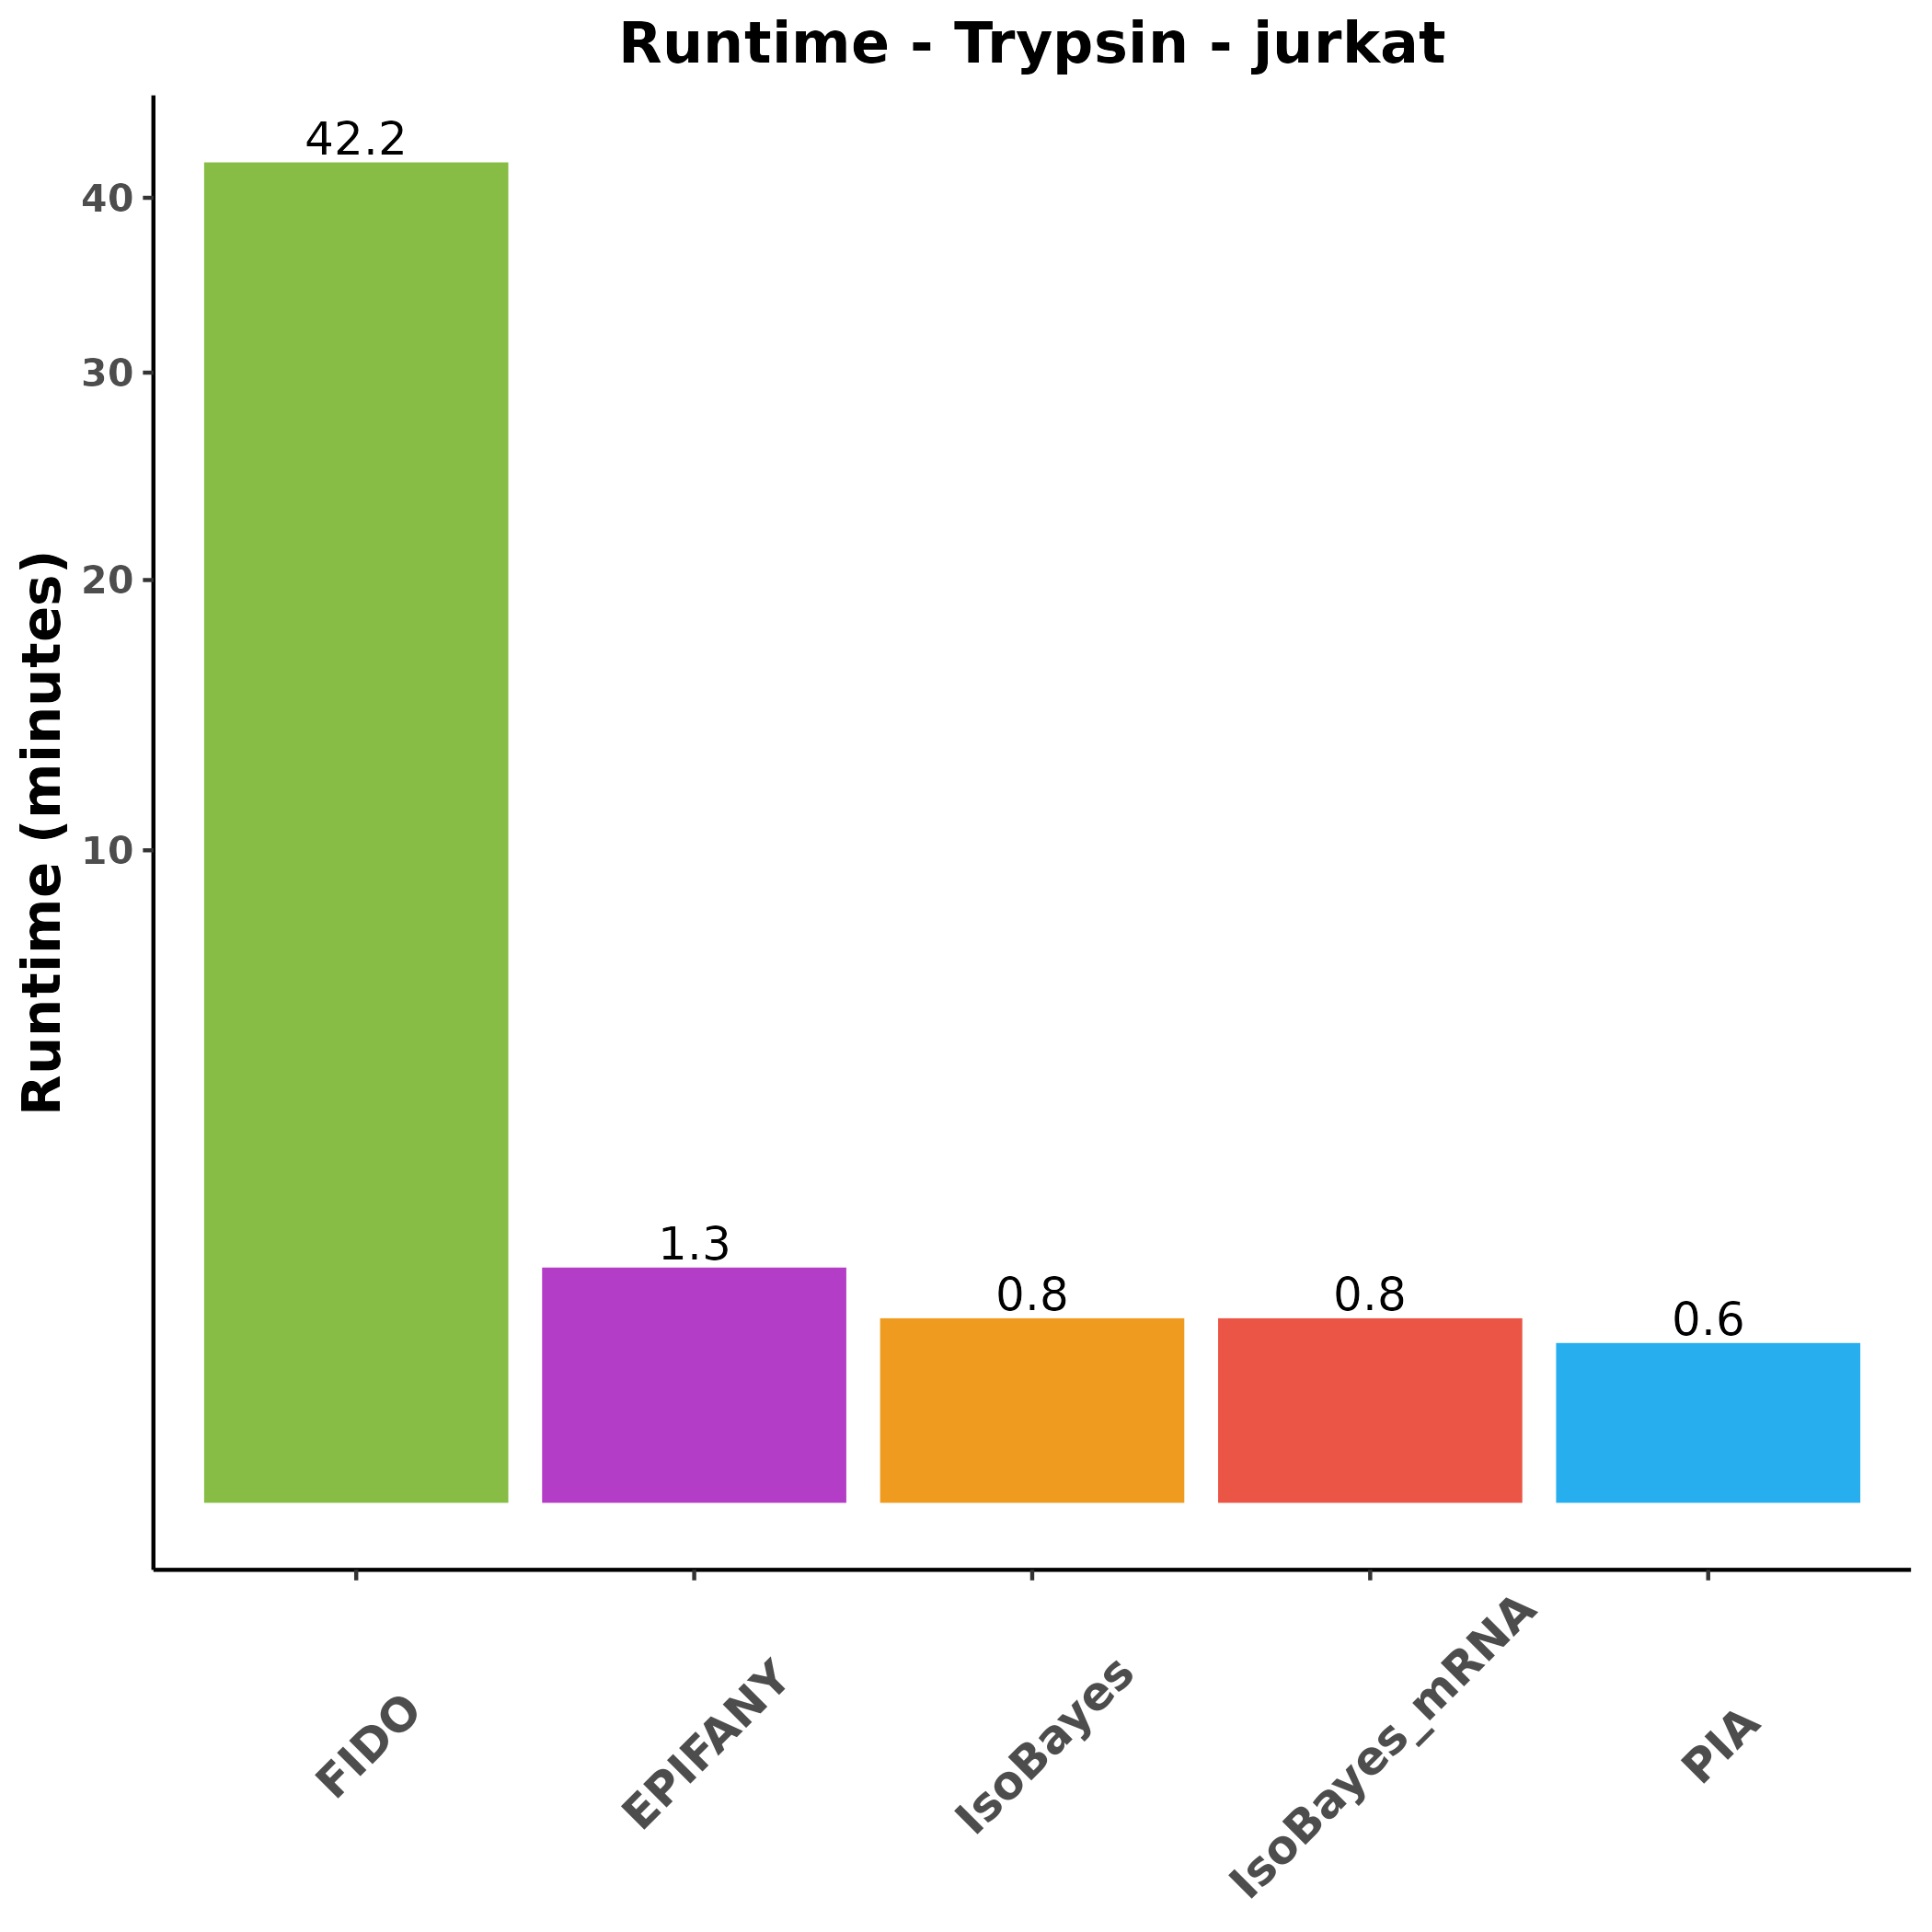 Runtime - Trypsin - jurkat
Runtime (minutes)
40
30
20
10
42.2
1.3
0.8
0.8
0.6
FIDO
EPIFANY
IsoBayes
IsoBayes_mRNA
PIA